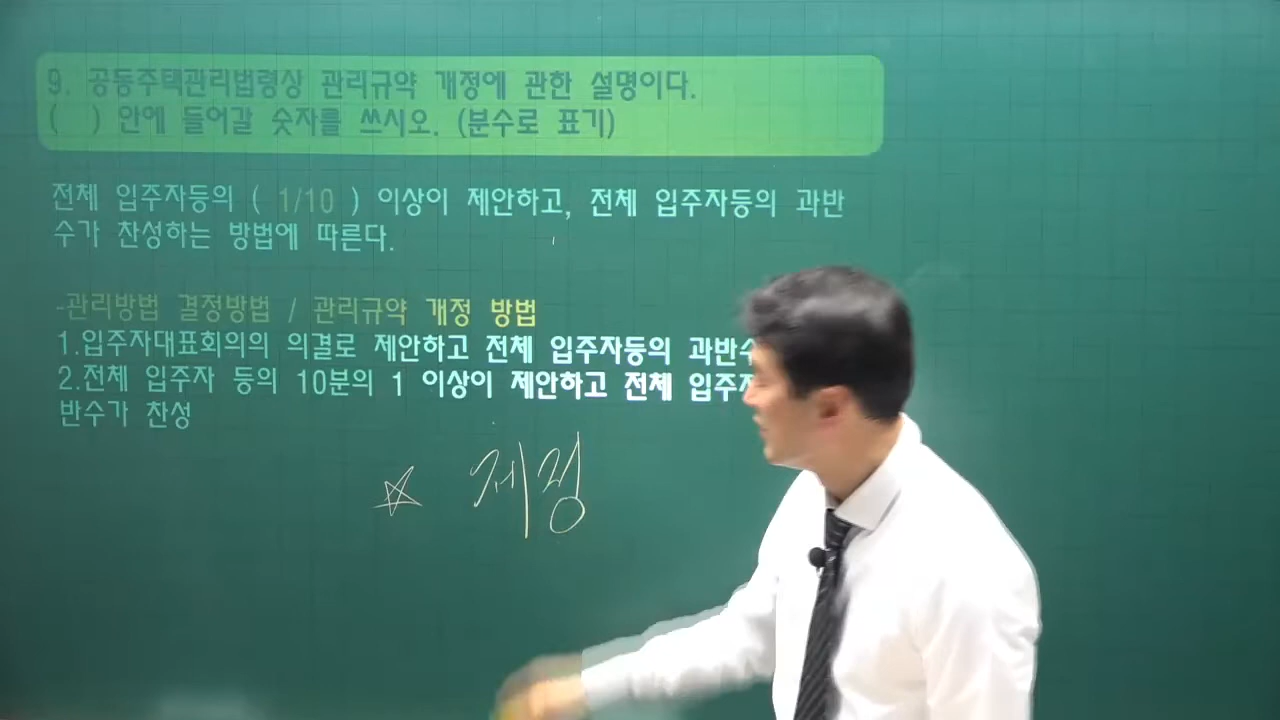 9. 공동주택관리법령상 관리규약 개정에 관한 설명이다.
( ) 안에 들어갈 숫자를 쓰시오. (분수로 표기)
전체 입주자등의 ( 1/10 ) 이상이 제안하고, 전체 입주자등의 과반
수가 찬성하는 방법에 따른다.
-관리방법 결정방법 / 관리규약 개정 방법
1.입주자대표회의의 의결로 제안하고 전체 입주자등의 과반수
2.전체 입주자 등의 10분의 1 이상이 제안하고 전체 입주자
반수가 찬성
☆ 제정